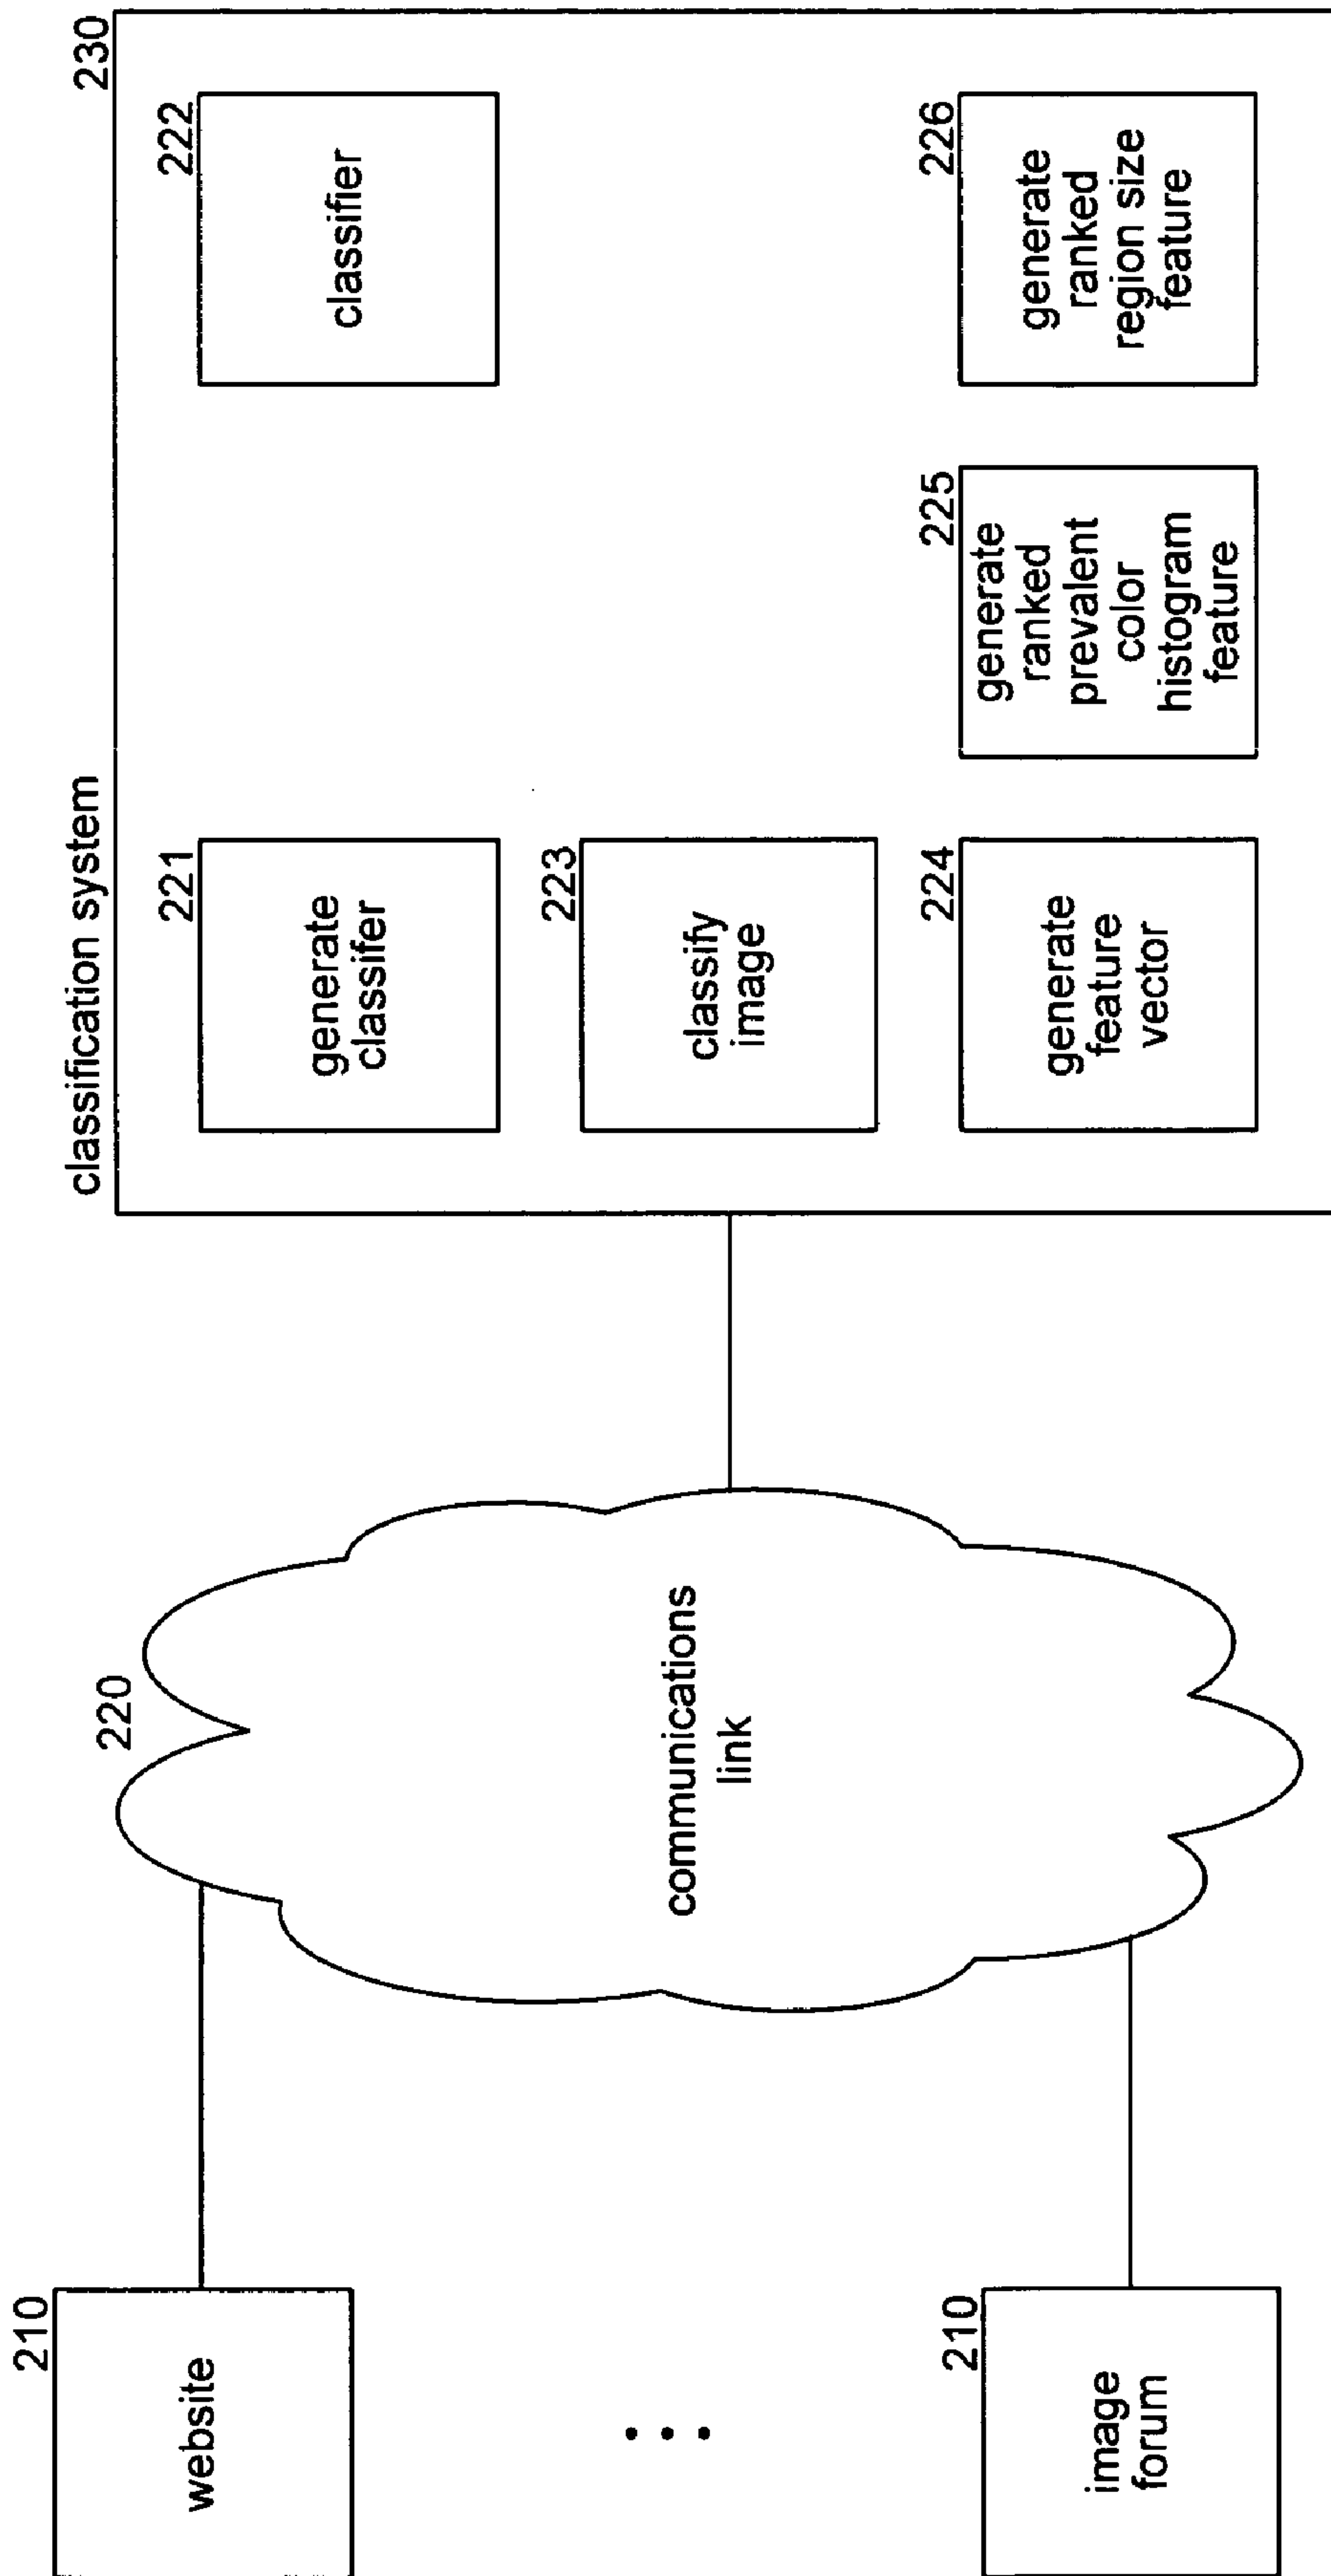 210
website
210
image
forum
220
communications
link
classification system
230
221
generate
classifer
222
classifier
223
classify
image
224
generate
feature
vector
225
generate
ranked
prevalent
color
histogram
feature
226
generate
ranked
region size
feature